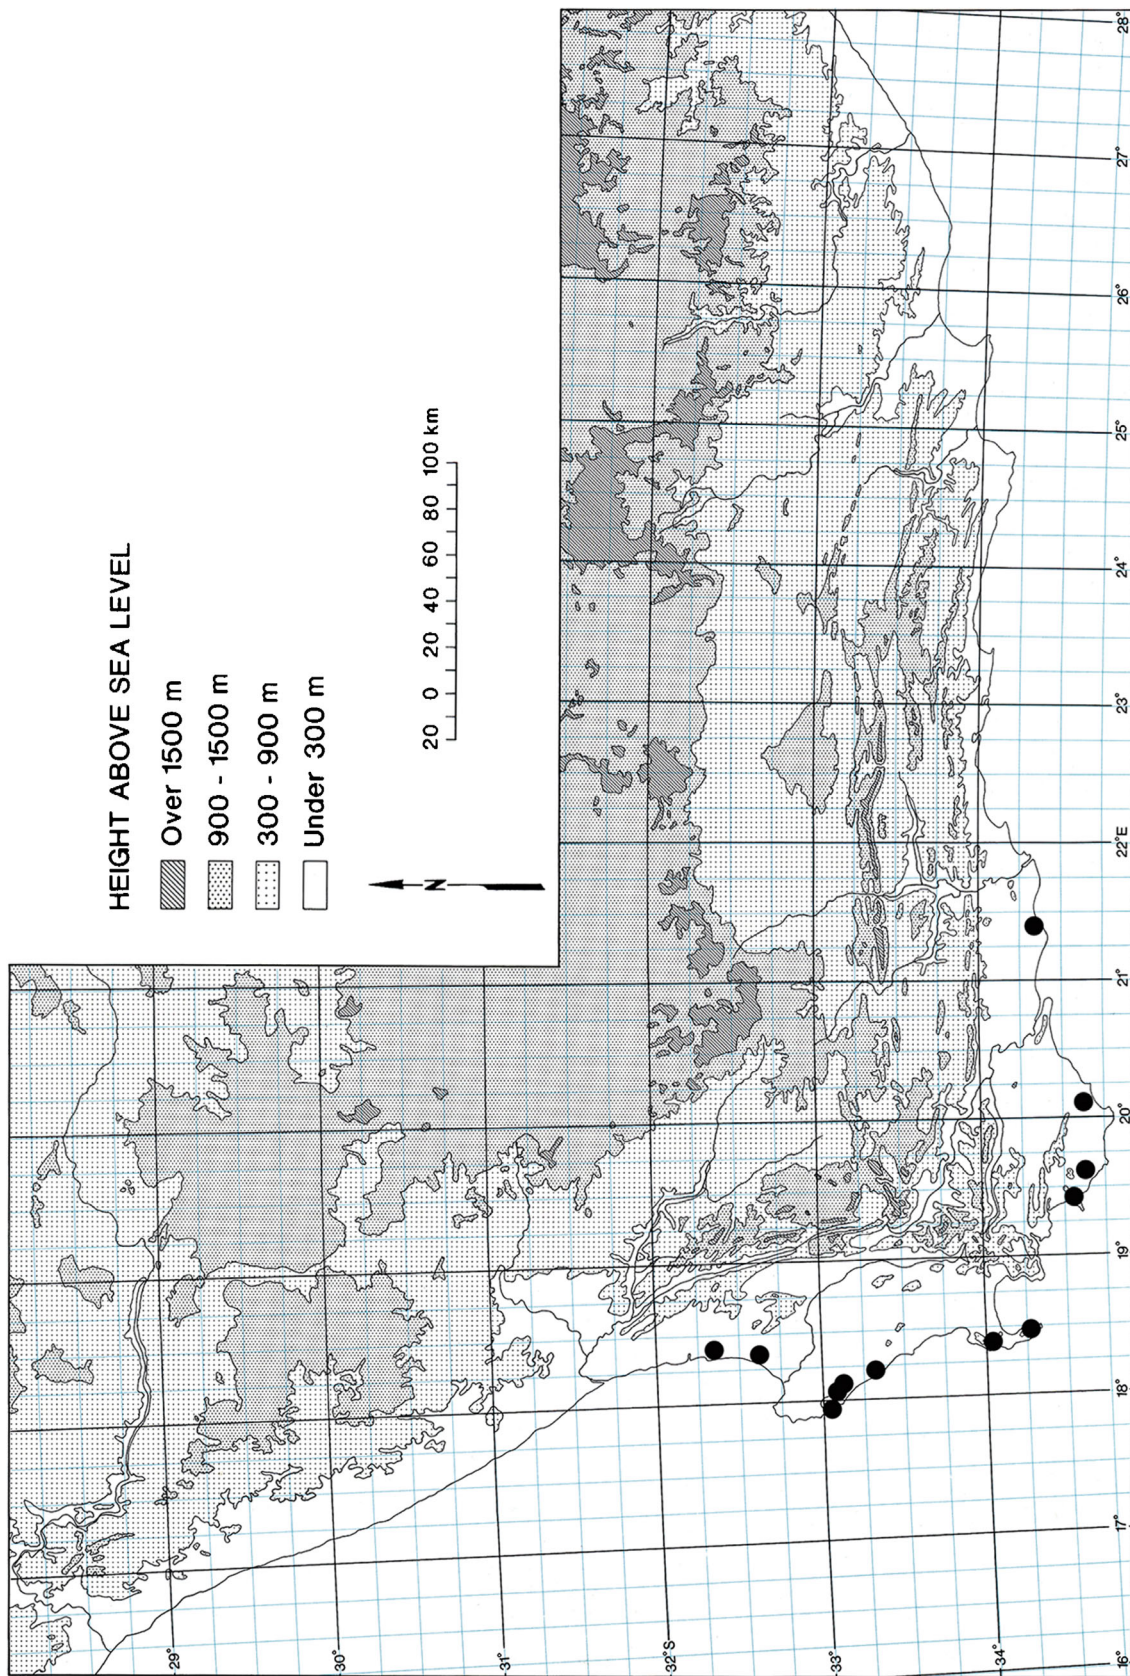 HEIGHT ABOVE SEA LEVEL
Over 1500 m
900 - 1500 m
300 - 900 m
Under 300 m
N
20 0 20 40 60 80 100 km
29°
30°
31°
32°S
33°
34°
16° 17° 18° 19° 20° 21° 22°E 23° 24° 25° 26° 27° 28°